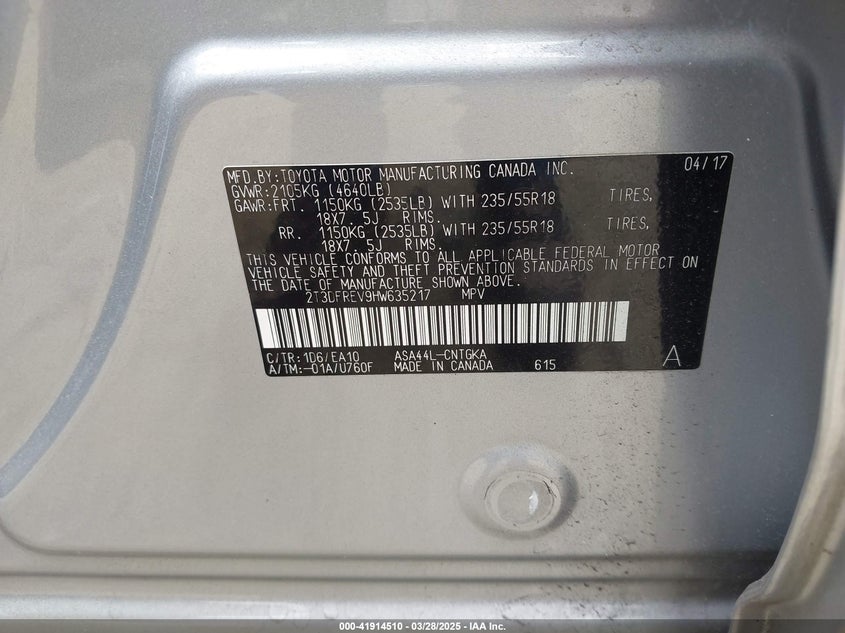 MFD.BY:TOYOTA MOTOR MANUFACTURING CANADA INC. 04/17
GVWR:2105KG (4640LB)
GAWR:FRT. 1150KG (2535LB) WITH 235/55R18 TIRES,
18X7. 5J RIMS.
RR. 1150KG (2535LB) WITH 235/55R18 TIRES,
18X7. 5J RIMS.
THIS VEHICLE CONFORMS TO ALL APPLICABLE FEDERAL MOTOR
VEHICLE SAFETY AND THEFT PREVENTION STANDARDS IN EFFECT ON
THE DATE OF MANUFACTURE SHOWN ABOVE.
2T3DFREV9HW635217 MPV
C/TR:1D6/EA10 ASA44L-CNTGKA
A/TM:-01A/U760F MADE IN CANADA 615 A
000-41914510 | 03/28/2025 - IAA Inc.